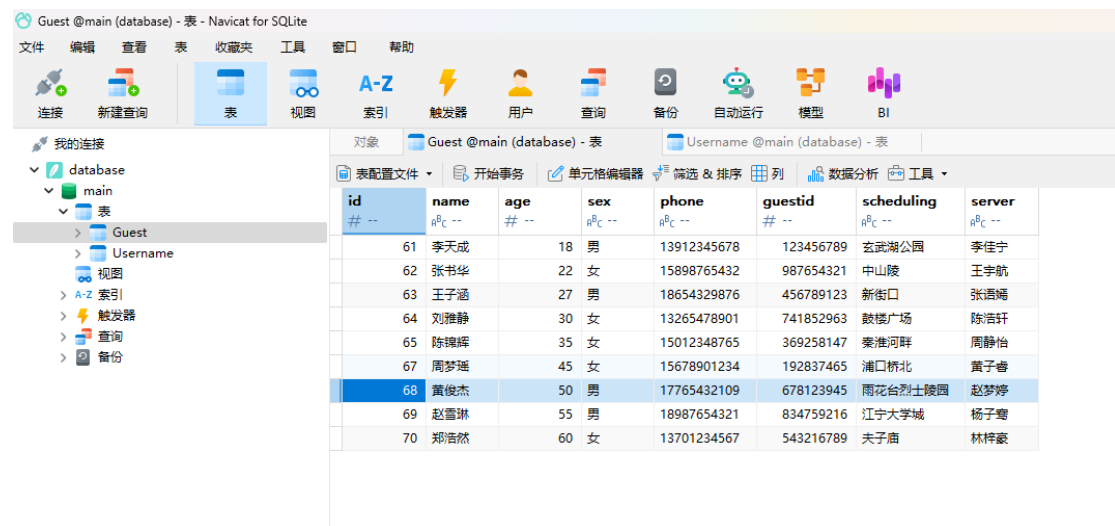 Guest @main (database) - 表 - Navicat for SQLite
文件 编辑 查看 表 收藏夹 工具 窗口 帮助
连接 新建查询 表 视图 A-Z 索引 触发器 用户 查询 备份 自动运行 模型 BI
我的连接
对象 Guest @main (database) - 表 Username @main (database) - 表
database
表配置文件 开始事务 单元格编辑器 筛选 & 排序 列 数据分析 工具
main
表
Guest
Username
视图
A-Z 索引
触发器
查询
备份
id name age sex phone guestid scheduling server
# -- ABC -- # -- ABC -- ABC -- # -- ABC -- ABC --
61 李天成 18 男 13912345678 123456789 玄武湖公园 李佳宁
62 张书华 22 女 15898765432 987654321 中山陵 王宇航
63 王子涵 27 男 18654329876 456789123 新街口 张语嫣
64 刘雅静 30 女 13265478901 741852963 鼓楼广场 陈浩轩
65 陈锦辉 35 女 15012348765 369258147 秦淮河畔 周静怡
67 周梦瑶 45 女 15678901234 192837465 浦口桥北 黄子睿
68 黄俊杰 50 男 17765432109 678123945 雨花台烈士陵园 赵梦婷
69 赵雪琳 55 男 18987654321 834759216 江宁大学城 杨子骞
70 郑浩然 60 女 13701234567 543216789 夫子庙 林梓豪